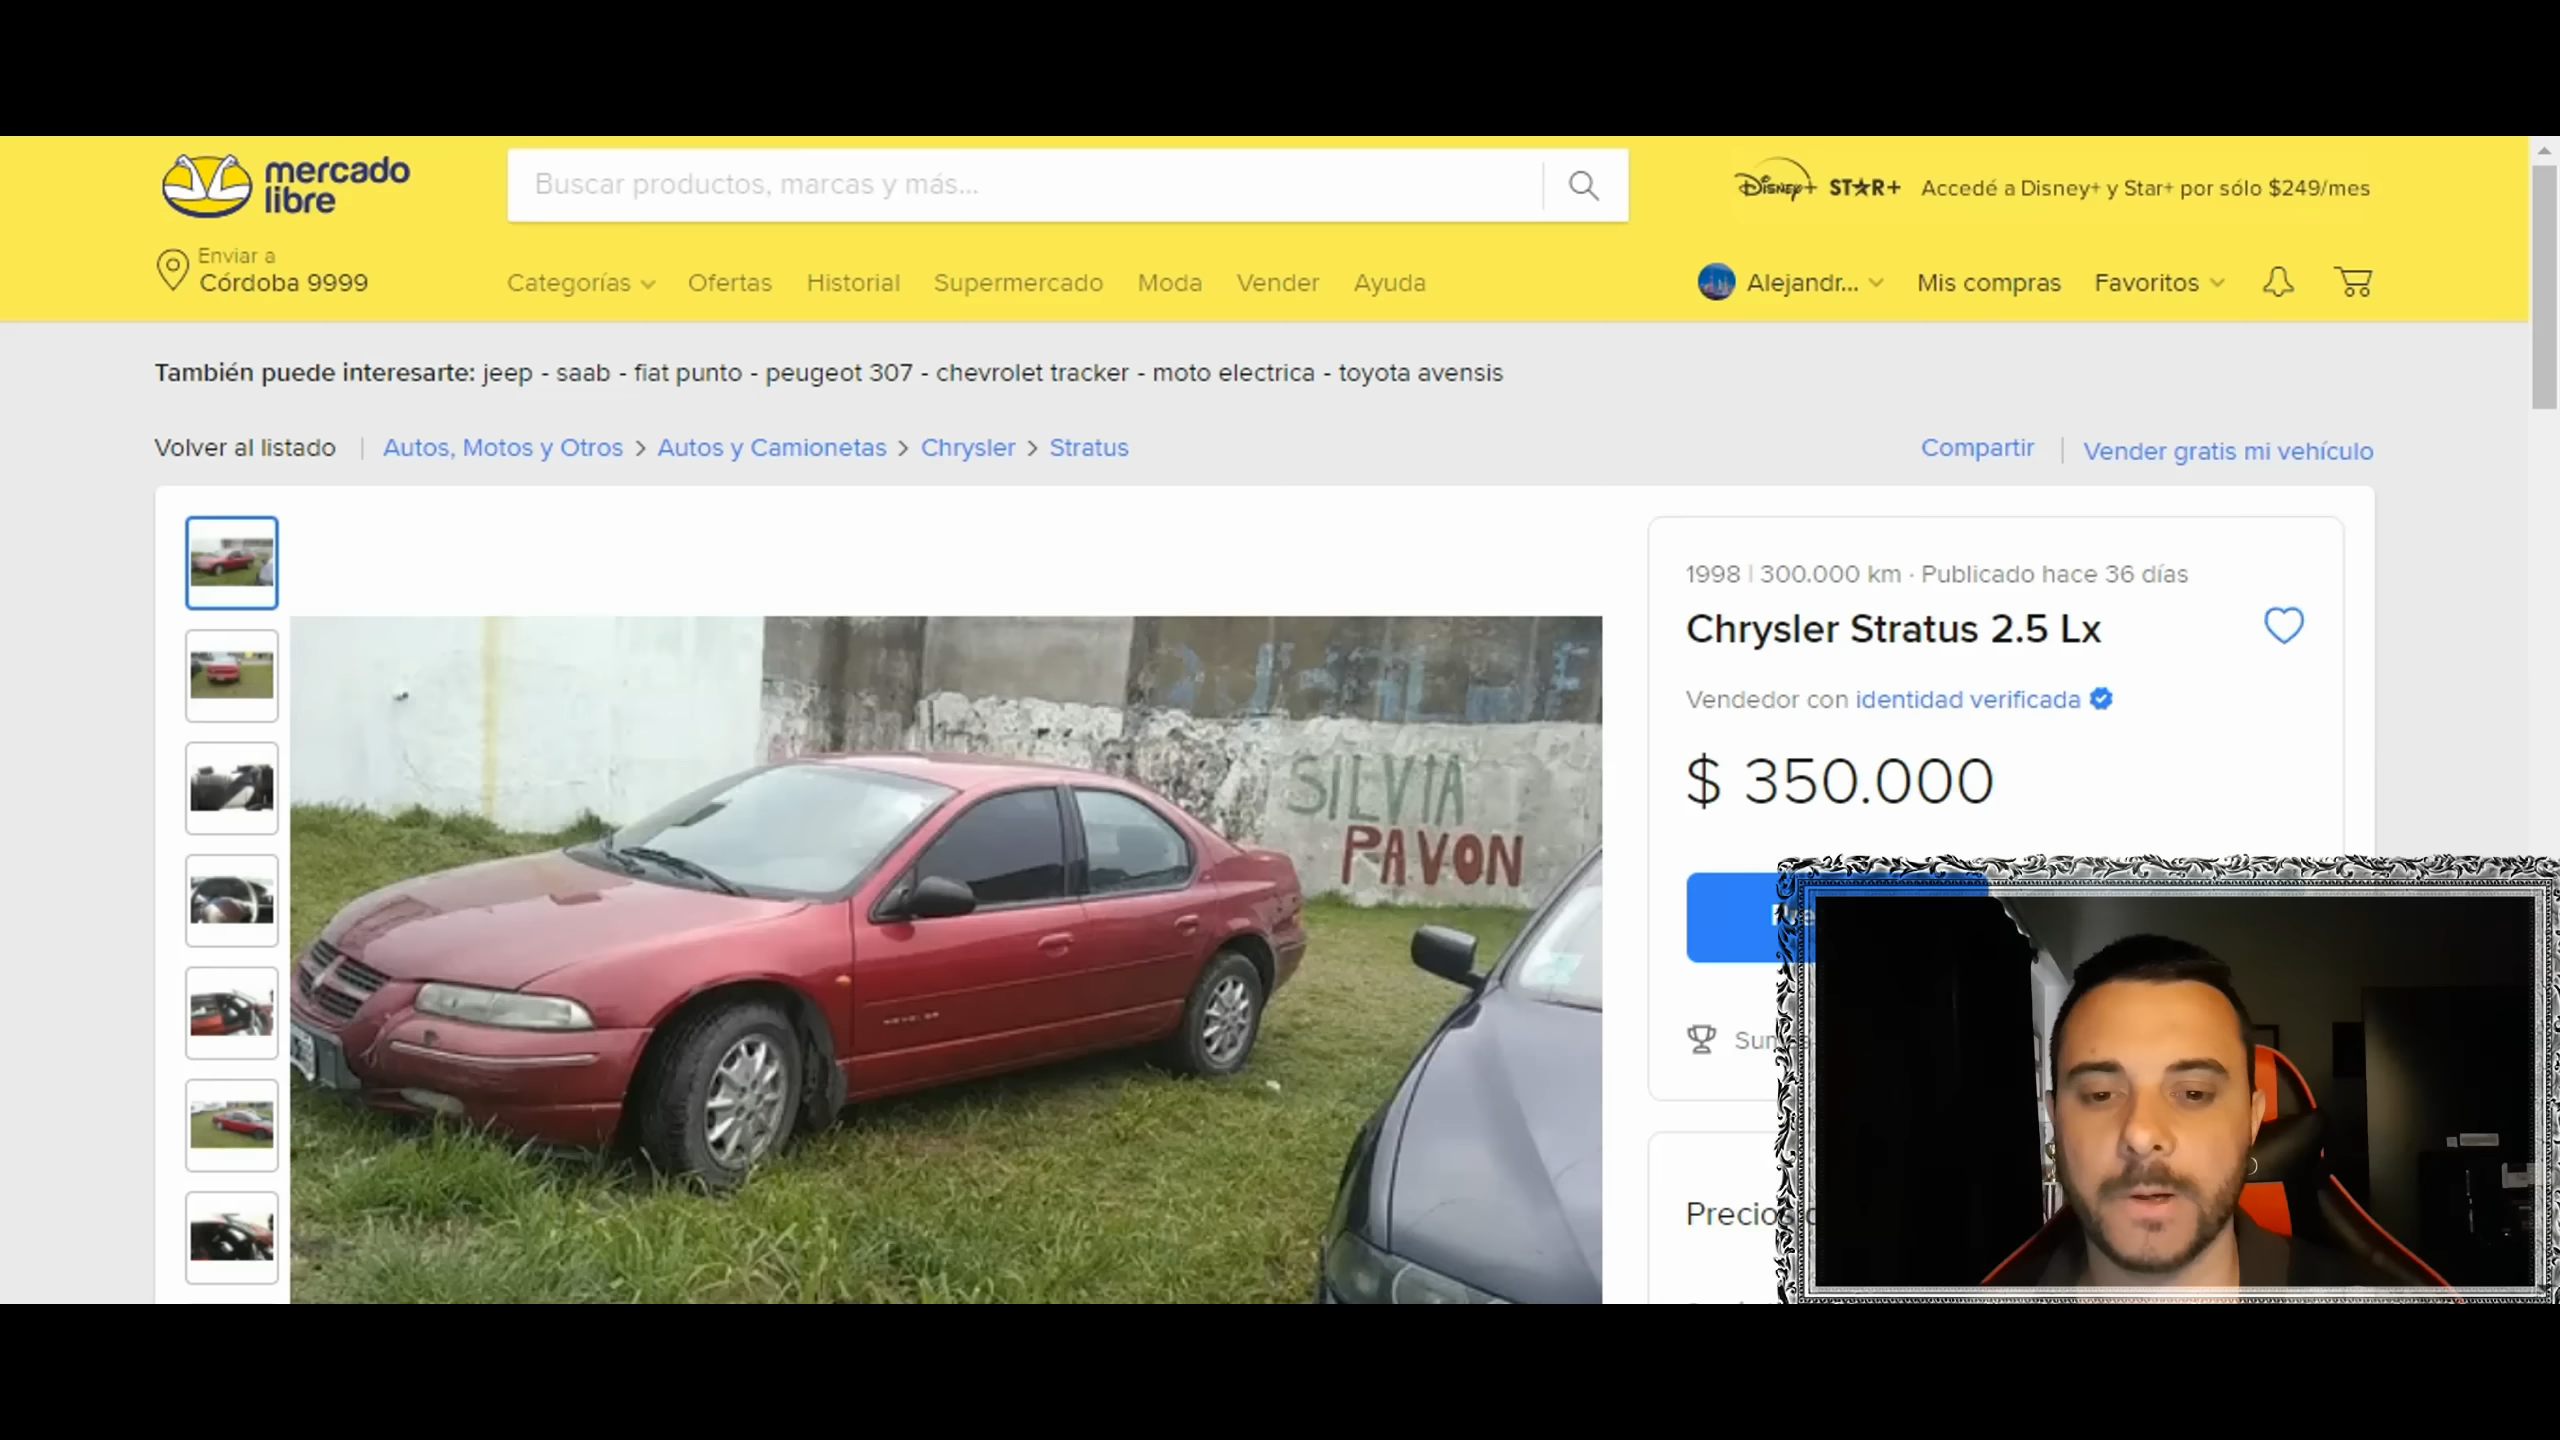 mercado
libre
Buscar productos, marcas y más...
Disney+ ST★R+ Accedé a Disney+ y Star+ por sólo $249/mes
Enviar a
Córdoba 9999
Categorías Ofertas Historial Supermercado Moda Vender Ayuda
Alejandr... Mis compras Favoritos
También puede interesarte: jeep - saab - fiat punto - peugeot 307 - chevrolet tracker - moto electrica - toyota avensis
Volver al listado | Autos, Motos y Otros > Autos y Camionetas > Chrysler > Stratus
Compartir | Vender gratis mi vehículo
1998 | 300.000 km · Publicado hace 36 días
Chrysler Stratus 2.5 Lx
Vendedor con identidad verificada
$ 350.000
SILVIA
PAVON